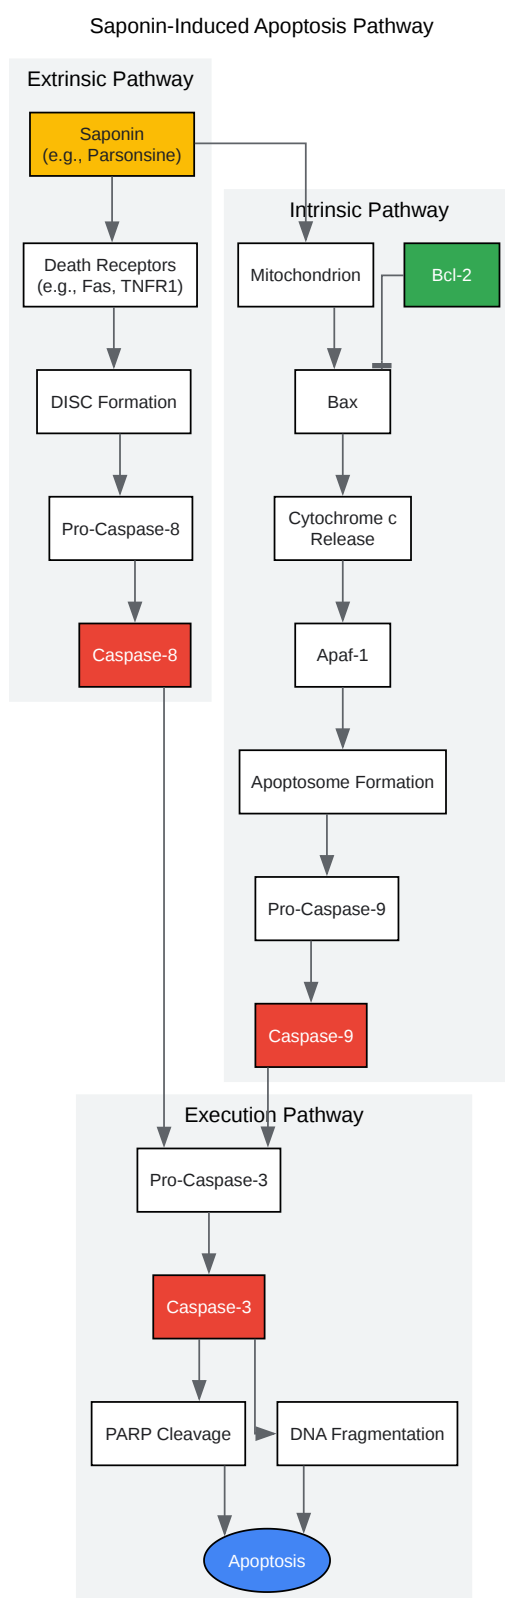 Saponin-Induced Apoptosis Pathway
Extrinsic Pathway
Saponin
(e.g., Parsonsine)
Death Receptors
(e.g., Fas, TNFR1)
DISC Formation
Pro-Caspase-8
Caspase-8
Intrinsic Pathway
Mitochondrion
Bcl-2
Bax
Cytochrome c
Release
Apaf-1
Apoptosome Formation
Pro-Caspase-9
Caspase-9
Execution Pathway
Pro-Caspase-3
Caspase-3
PARP Cleavage
DNA Fragmentation
Apoptosis